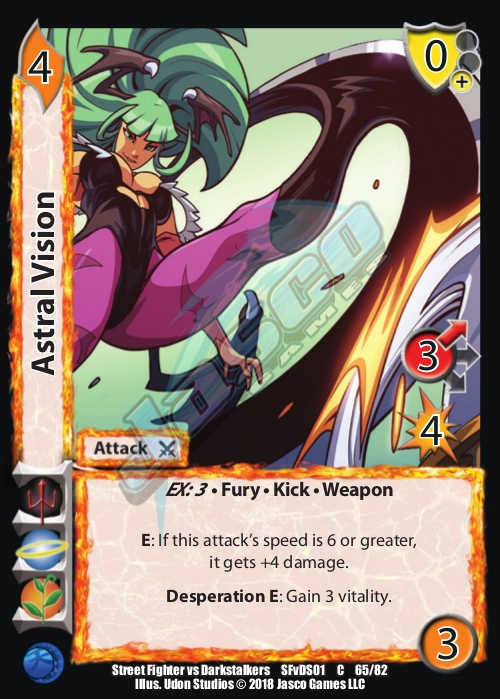 4
0
+
Astral Vision
JASCO
GAMES
3
4
Attack
EX: 3 • Fury • Kick • Weapon
E: If this attack's speed is 6 or greater,
it gets +4 damage.
Desperation E: Gain 3 vitality.
3
Street Fighter vs Darkstalkers SFvDS01 C 65/82
Illus. Udon Studios © 2018 Jasco Games LLC